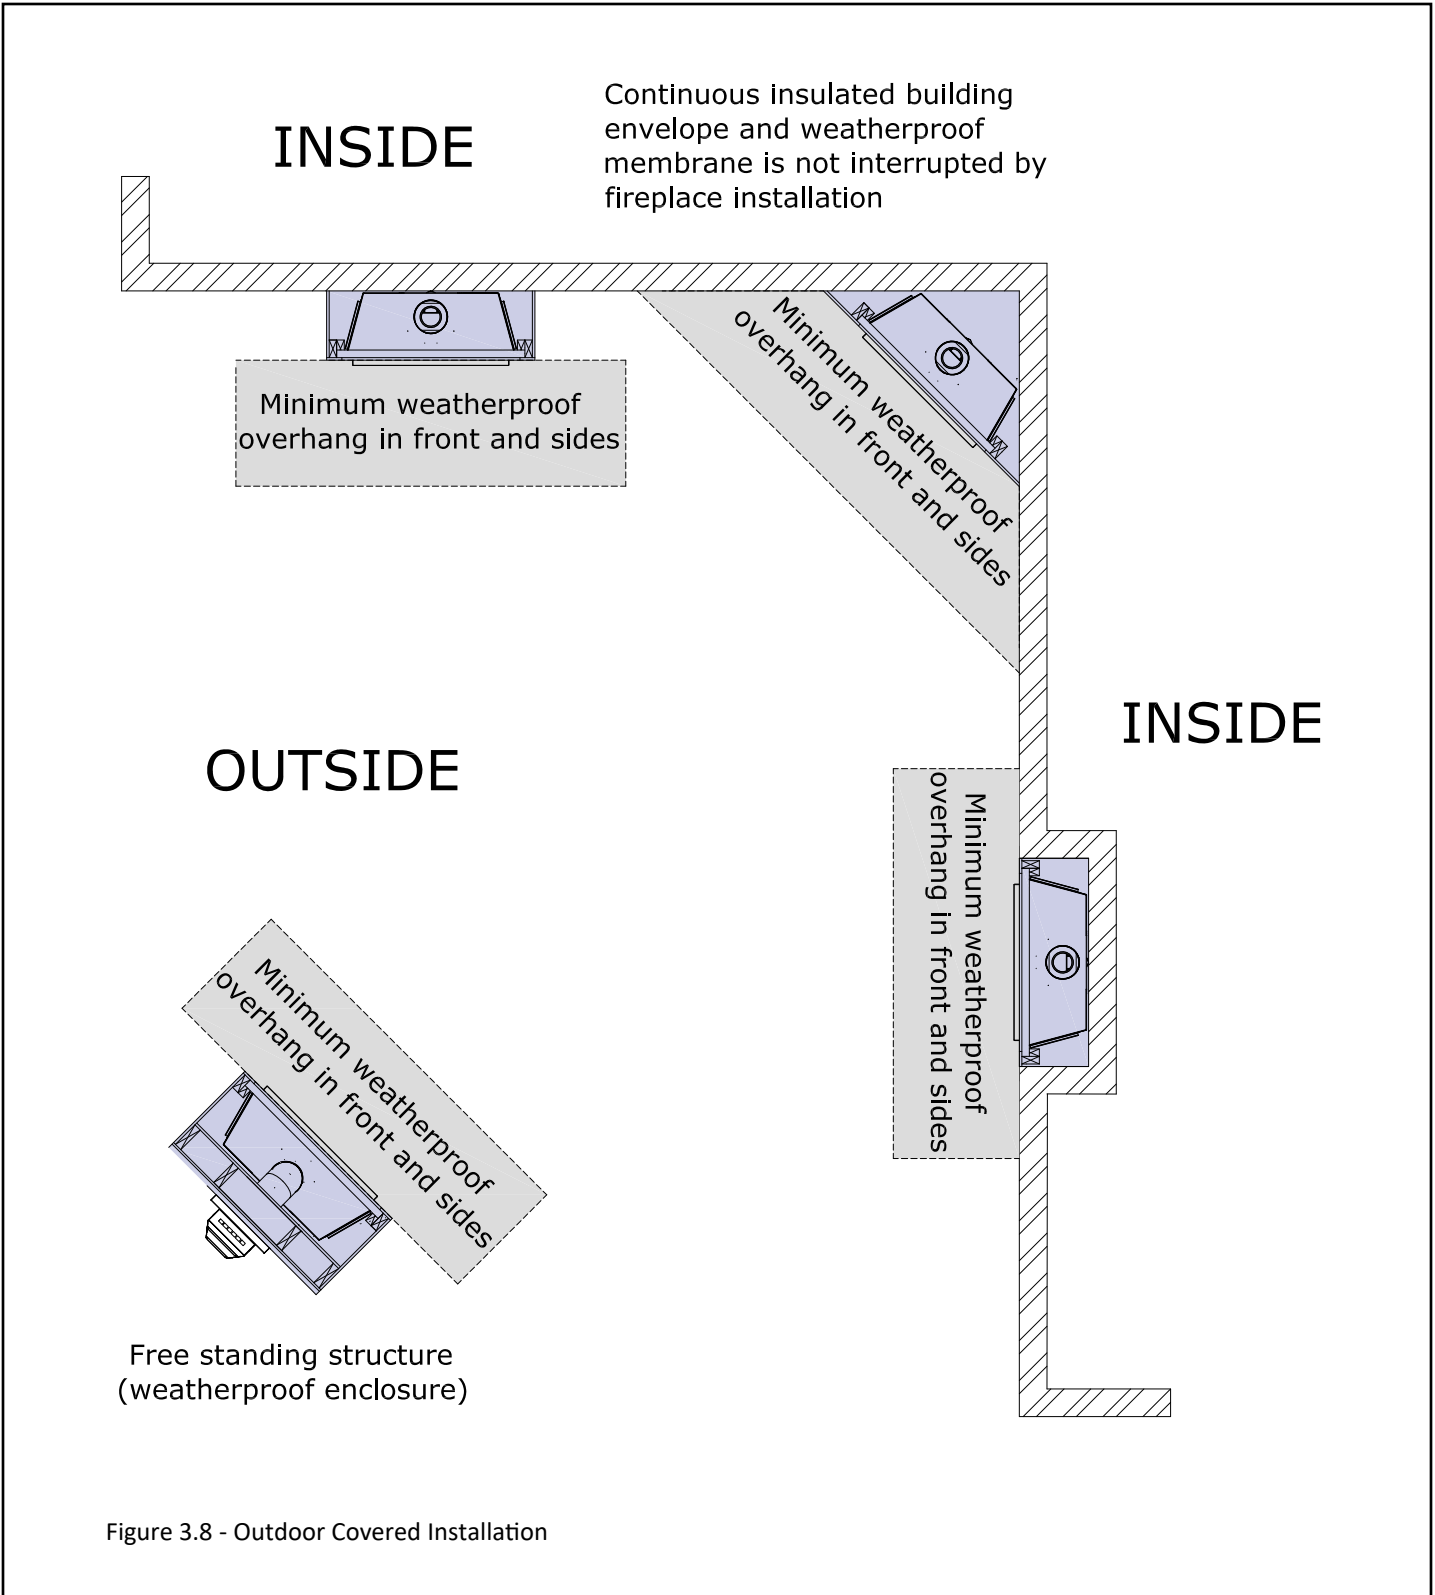 INSIDE
Continuous insulated building
envelope and weatherproof
membrane is not interrupted by
fireplace installation
Minimum weatherproof
overhang in front and sides
Minimum weatherproof
overhang in front and sides
INSIDE
OUTSIDE
Minimum weatherproof
overhang in front and sides
Minimum weatherproof
overhang in front and sides
Free standing structure
(weatherproof enclosure)
Figure 3.8 - Outdoor Covered Installation